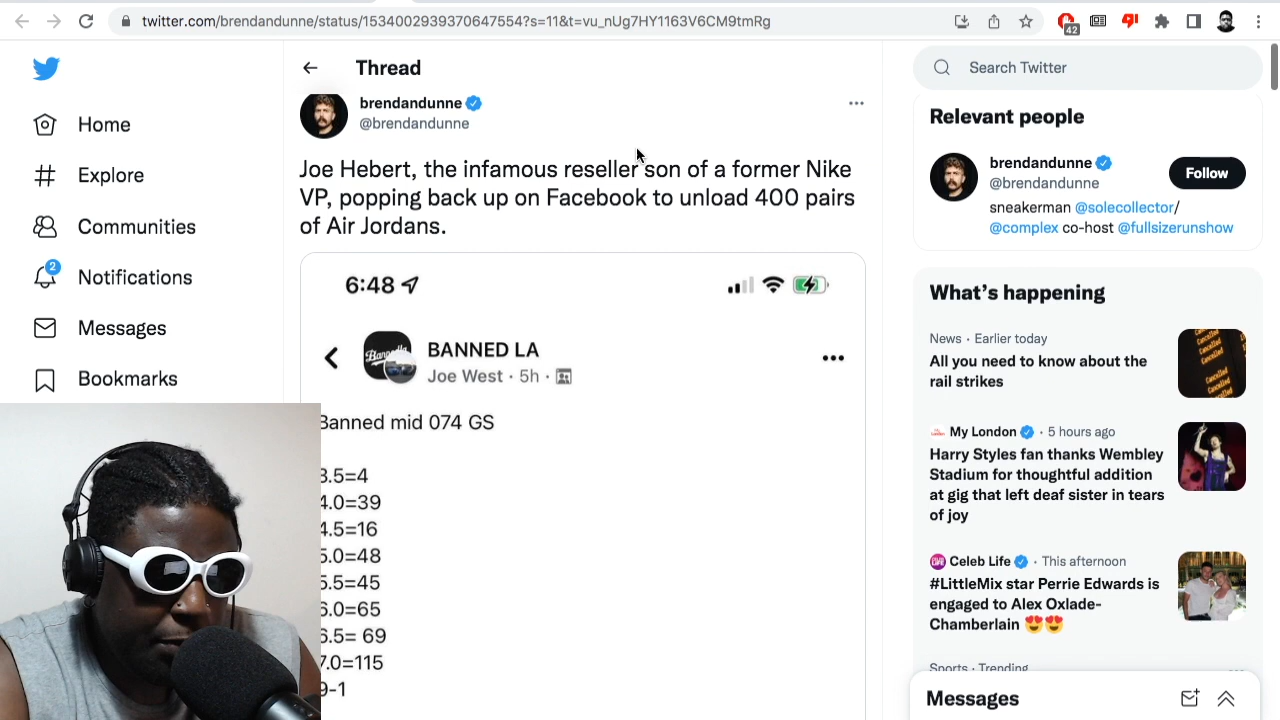 twitter.com/brendandunne/status/1534002939370647554?s=11&t=vu_nUg7HY1163V6CM9tmRg
42
Home
Explore
Communities
Notifications
2
Messages
Bookmarks
Thread
brendandunne
@brendandunne
Joe Hebert, the infamous reseller son of a former Nike
VP, popping back up on Facebook to unload 400 pairs
of Air Jordans.
6:48
BANNED LA
Joe West · 5h ·
Banned mid 074 GS
3.5=4
4.0=39
4.5=16
5.0=48
5.5=45
6.0=65
6.5= 69
7.0=115
9-1
Search Twitter
Relevant people
brendandunne
@brendandunne
Follow
sneakerman @solecollector/
@complex co-host @fullsizerunshow
What's happening
News · Earlier today
All you need to know about the
rail strikes
Cancelled
My London · 5 hours ago
Harry Styles fan thanks Wembley
Stadium for thoughtful addition
at gig that left deaf sister in tears
of joy
Celeb Life · This afternoon
#LittleMix star Perrie Edwards is
engaged to Alex Oxlade-
Chamberlain 😍😍
Sports · Trending
Messages